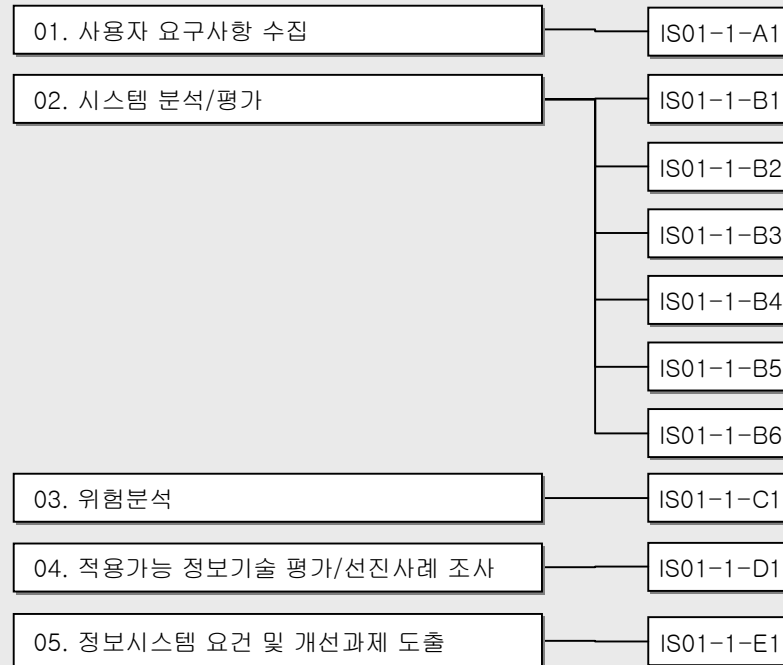 01. 사용자 요구사항 수집
IS01-1-A1
02. 시스템 분석/평가
IS01-1-B1
IS01-1-B2
IS01-1-B3
IS01-1-B4
IS01-1-B5
IS01-1-B6
03. 위험분석
IS01-1-C1
04. 적용가능 정보기술 평가/선진사례 조사
IS01-1-D1
05. 정보시스템 요건 및 개선과제 도출
IS01-1-E1